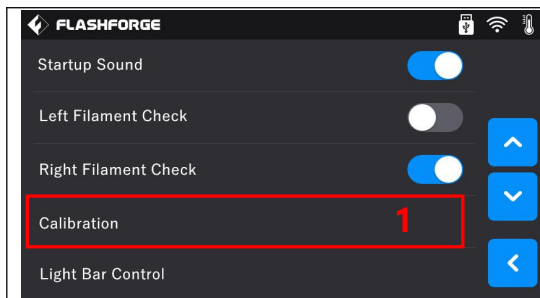 FLASHFORGE
Startup Sound
Left Filament Check
Right Filament Check
Calibration 1
Light Bar Control